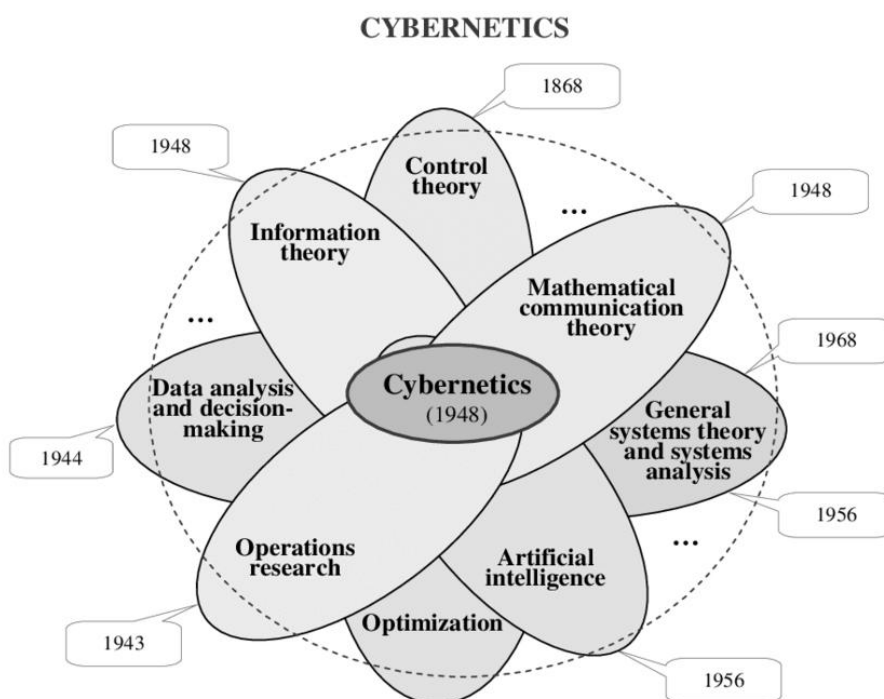 CYBERNETICS
1868
1948
Control
theory
1948
...
Information
theory
Mathematical
communication
theory
...
1968
Cybernetics
(1948)
Data analysis
and decision-
making
General
systems theory
and systems
analysis
1944
1956
...
Operations
research
Artificial
intelligence
Optimization
1943
1956